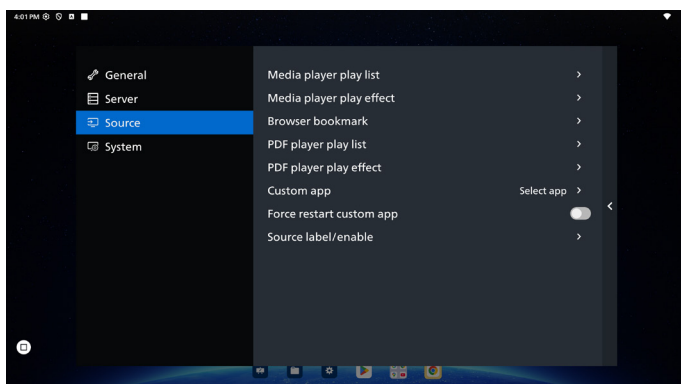 4:01 PM
General
Server
Source
System
Media player play list
Media player play effect
Browser bookmark
PDF player play list
PDF player play effect
Custom app Select app
Force restart custom app
Source label/enable